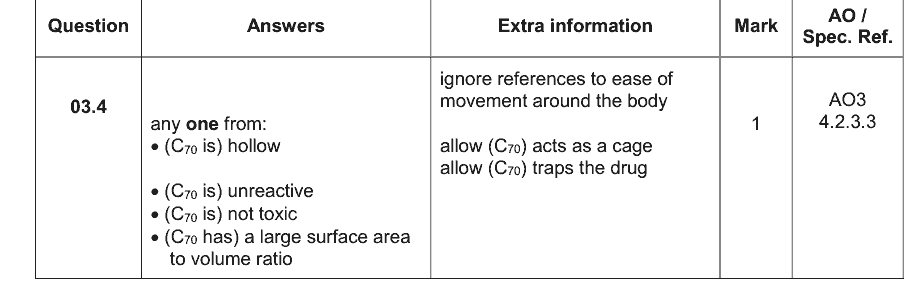 Question Answers Extra information Mark AO /
Spec. Ref.
03.4
any one from:
• (C70 is) hollow
• (C70 is) unreactive
• (C70 is) not toxic
• (C70 has) a large surface area
to volume ratio
ignore references to ease of
movement around the body
allow (C70) acts as a cage
allow (C70) traps the drug
1
AO3
4.2.3.3